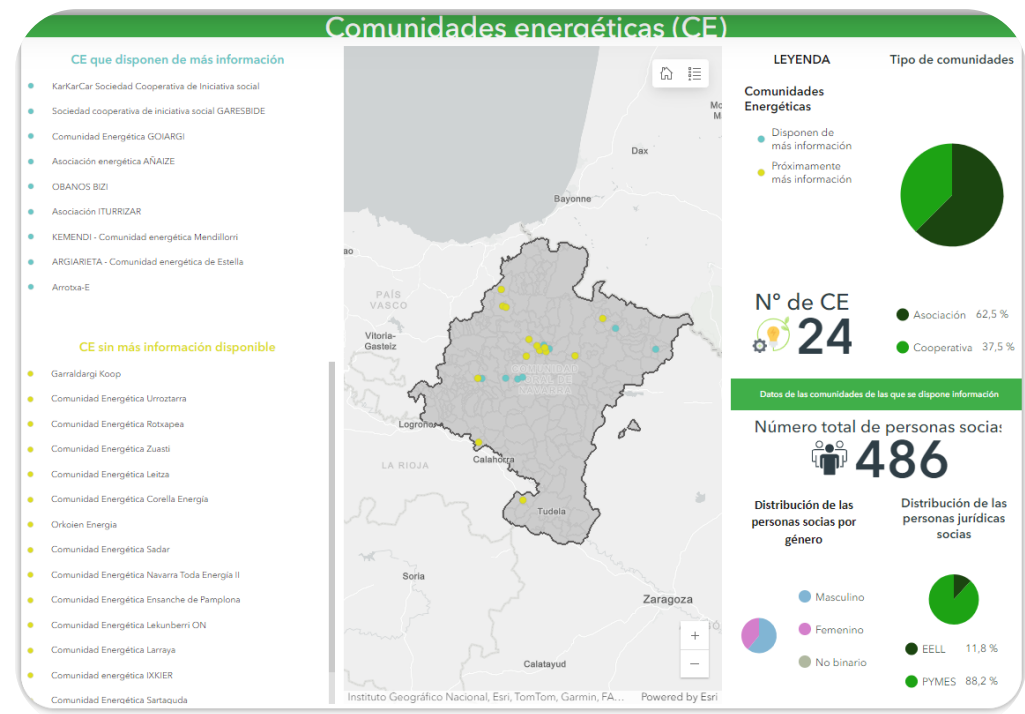 Comunidades energéticas (CE)
CE que disponen de más información
KarKarCar Sociedad Cooperativa de Iniciativa social
Sociedad cooperativa de iniciativa social GARESBIDE
Comunidad Energética GOIARGI
Asociación energética AÑAIZE
OBANOS BIZI
Asociación ITURRIZAR
KEMENDI - Comunidad energética Mendillorri
ARGIARIETA - Comunidad energética de Estella
Arrotxa-E
CE sin más información disponible
Garraldargi Koop
Comunidad Energética Urroztarra
Comunidad Energética Rotxapea
Comunidad Energética Zuasti
Comunidad Energética Leitza
Comunidad Energética Corella Energía
Orkoien Energia
Comunidad Energética Sadar
Comunidad Energética Navarra Toda Energía II
Comunidad Energética Ensanche de Pamplona
Comunidad Energética Lekunberri ON
Comunidad Energética Larraya
Comunidad energética IXKIER
Comunidad Energética Sartaguda
Dax
Bayonne
PAÍS
VASCO
Vitoria-
Gasteiz
Logroño
LA RIOJA
Calahorra
Tudela
Soria
Zaragoza
Calatayud
+
−
Instituto Geográfico Nacional, Esri, TomTom, Garmin, FA...
Powered by Esri
LEYENDA
Comunidades
Energéticas
Disponen de
más información
Próximamente
más información
Tipo de comunidades
Nº de CE
24
Asociación 62,5 %
Cooperativa 37,5 %
Datos de las comunidades de las que se dispone información
Número total de personas socias
486
Distribución de las
personas socias por
género
Masculino
Femenino
No binario
Distribución de las
personas jurídicas
socias
EELL 11,8 %
PYMES 88,2 %